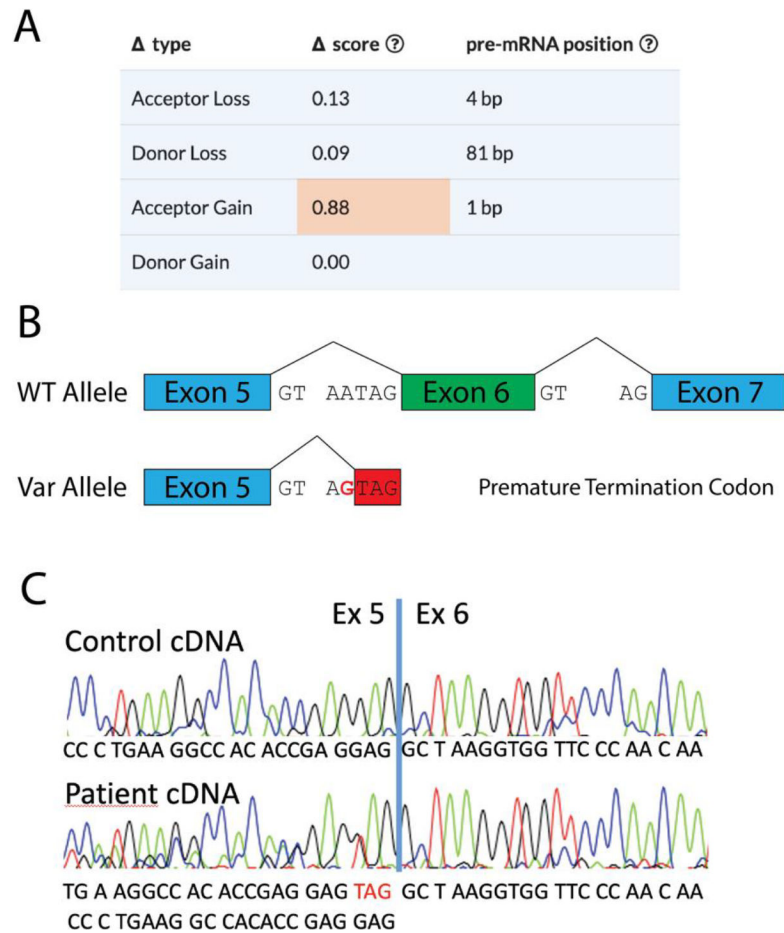 A
Δ type Δ score ? pre-mRNA position ?
Acceptor Loss 0.13 4 bp
Donor Loss 0.09 81 bp
Acceptor Gain 0.88 1 bp
Donor Gain 0.00
B
WT Allele Exon 5 GT AATAG Exon 6 GT AG Exon 7
Var Allele Exon 5 GT AGTAG Premature Termination Codon
C
Ex 5 Ex 6
Control cDNA
CC C TGAA GGCC AC ACCGA GGAG GC T AAGGTGG TTC CC AAC AA
Patient cDNA
TG A AGGCC AC ACCGAG GAG TAG GC T AAGGTGG TTC CC AAC AA
CC C TGAAG GC CACACC GAG GAG